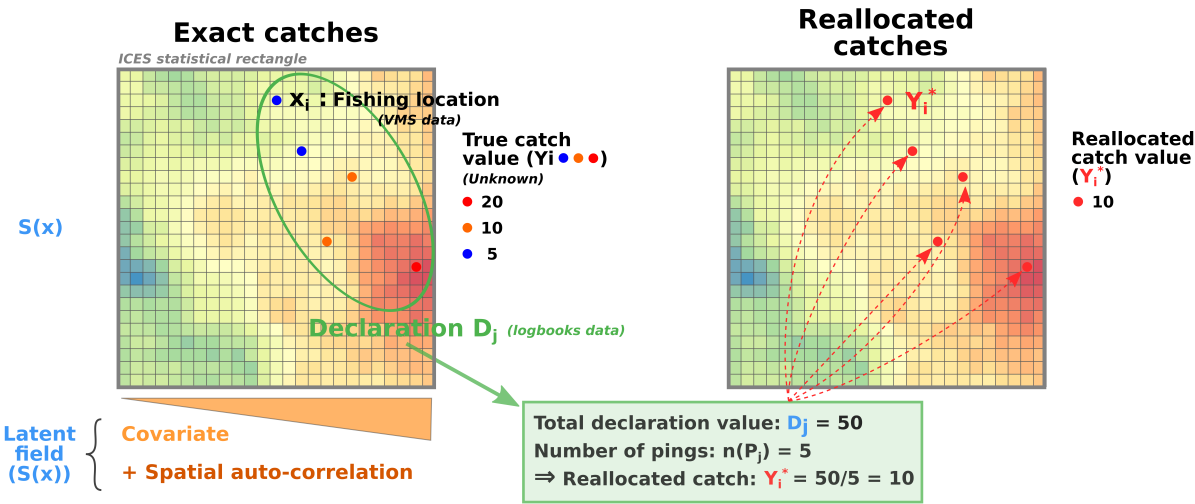 Exact catches
ICES statistical rectangle
xi : Fishing location
(VMS data)
True catch
value (Yi )
(Unknown)
20
10
5
S(x)
Declaration Dj (logbooks data)
Latent
field
(S(x))
Covariate
+ Spatial auto-correlation
Reallocated
catches
Yi*
Reallocated
catch value
(Yi*)
10
Total declaration value: Dj = 50
Number of pings: n(Pj) = 5
⇒ Reallocated catch: Yi* = 50/5 = 10